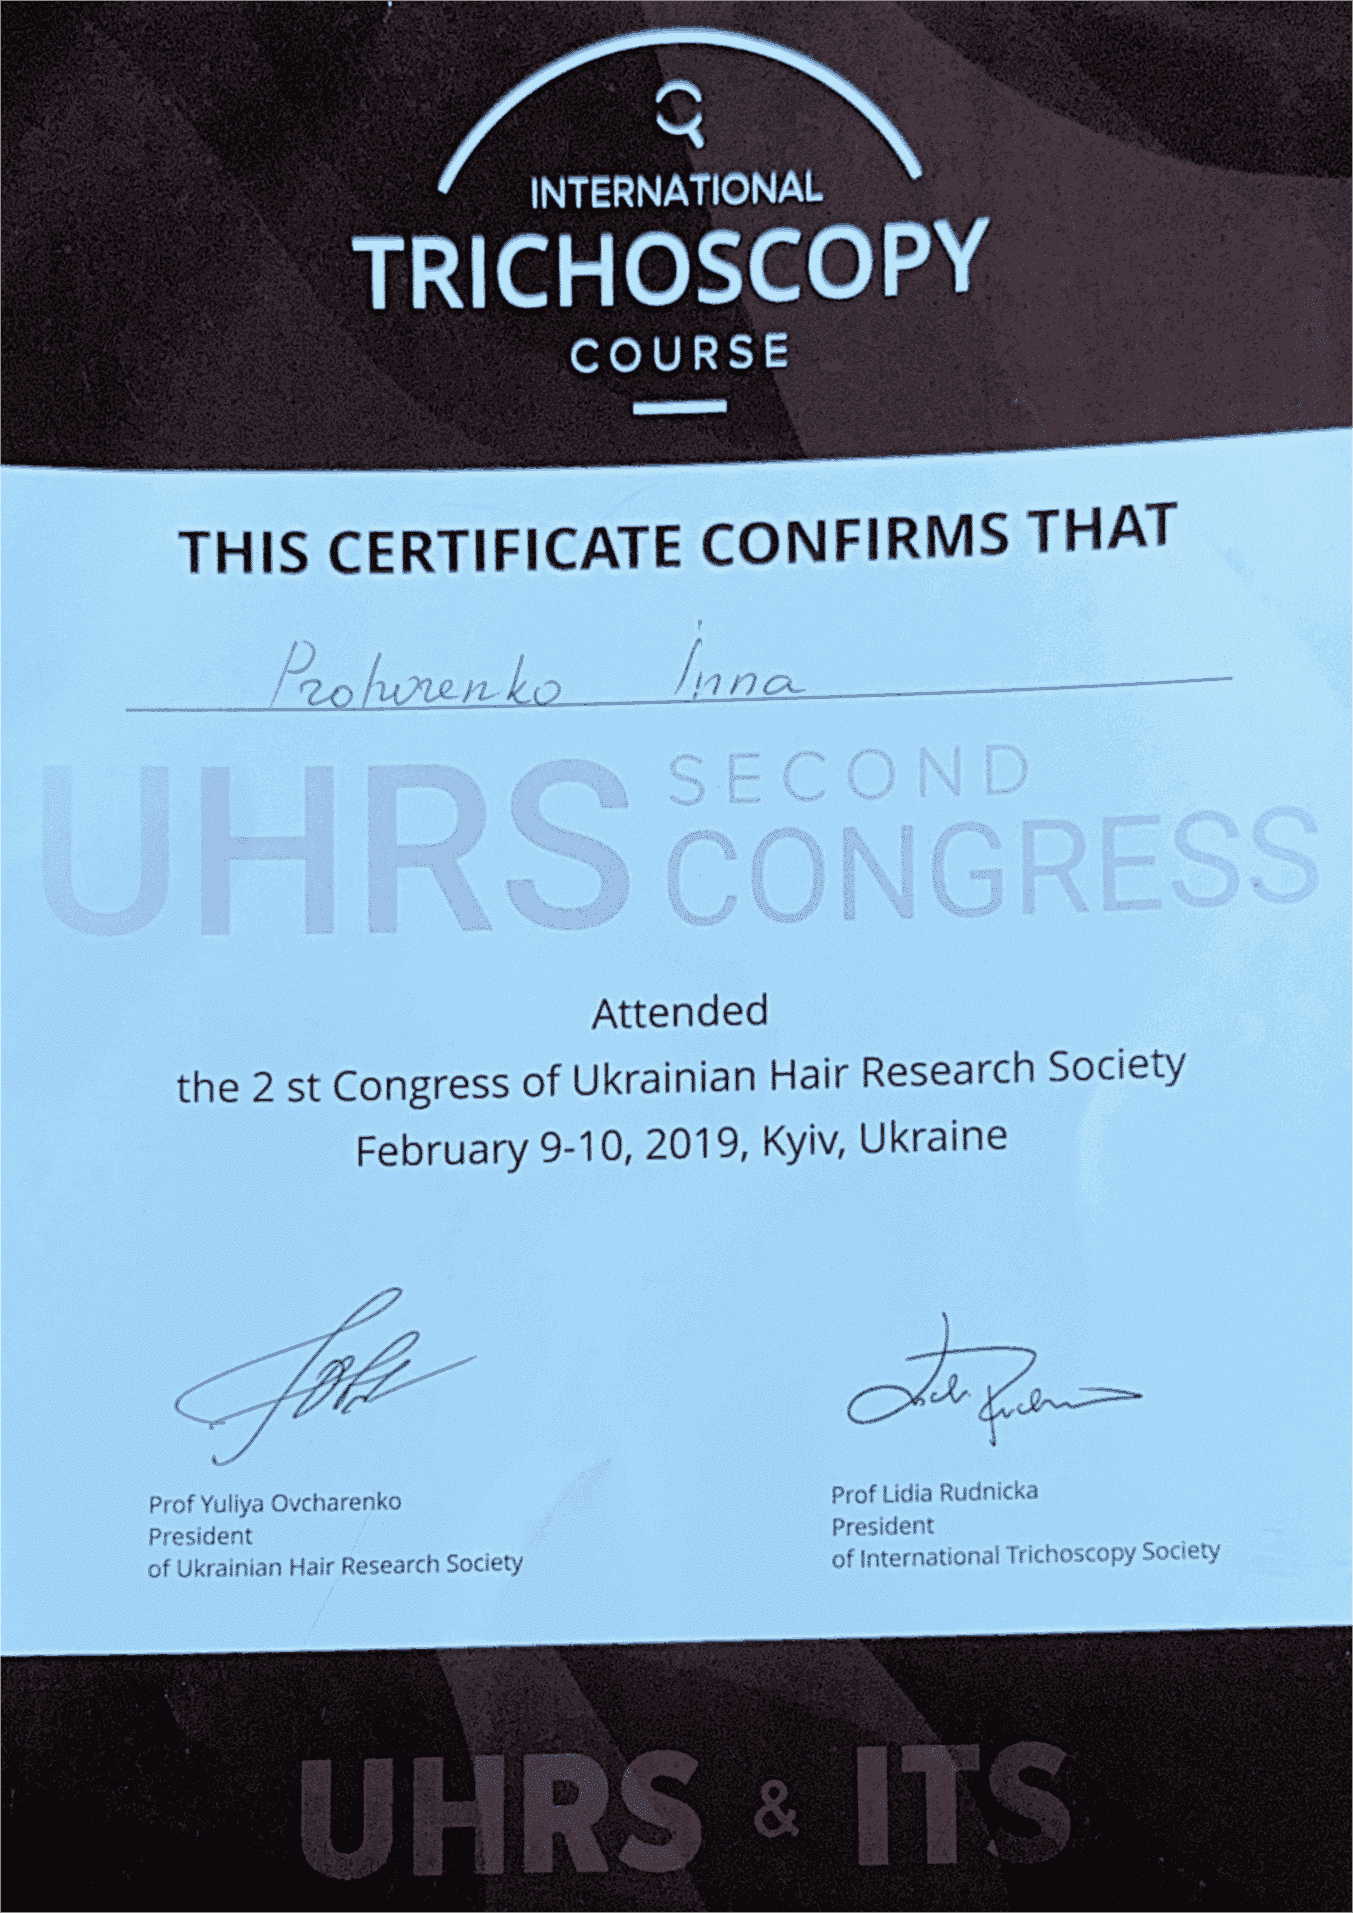 INTERNATIONAL
TRICHOSCOPY
COURSE
THIS CERTIFICATE CONFIRMS THAT
Prohorenko Inna
UHRS SECOND
CONGRESS
Attended
the 2 st Congress of Ukrainian Hair Research Society
February 9-10, 2019, Kyiv, Ukraine
Prof Yuliya Ovcharenko
President
of Ukrainian Hair Research Society
Prof Lidia Rudnicka
President
of International Trichoscopy Society
UHRS & ITS